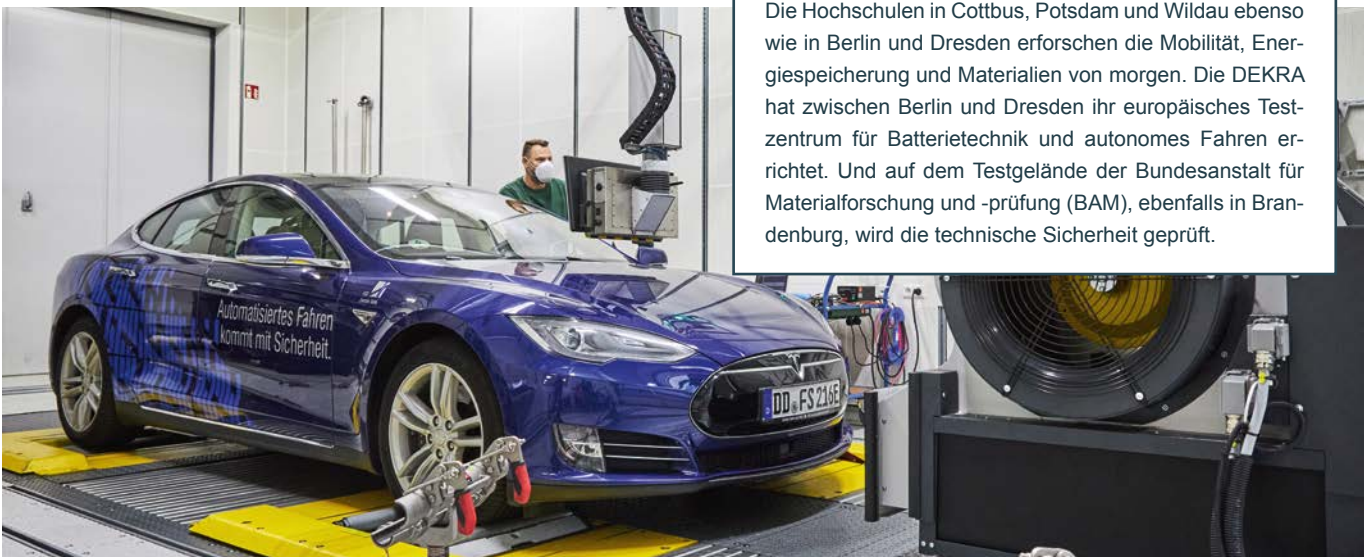 Die Hochschulen in Cottbus, Potsdam und Wildau ebenso
wie in Berlin und Dresden erforschen die Mobilität, Ener-
giespeicherung und Materialien von morgen. Die DEKRA
hat zwischen Berlin und Dresden ihr europäisches Test-
zentrum für Batterietechnik und autonomes Fahren er-
richtet. Und auf dem Testgelände der Bundesanstalt für
Materialforschung und -prüfung (BAM), ebenfalls in Bran-
denburg, wird die technische Sicherheit geprüft.
Automatisiertes Fahren
kommt mit Sicherheit.
DD FS 216E